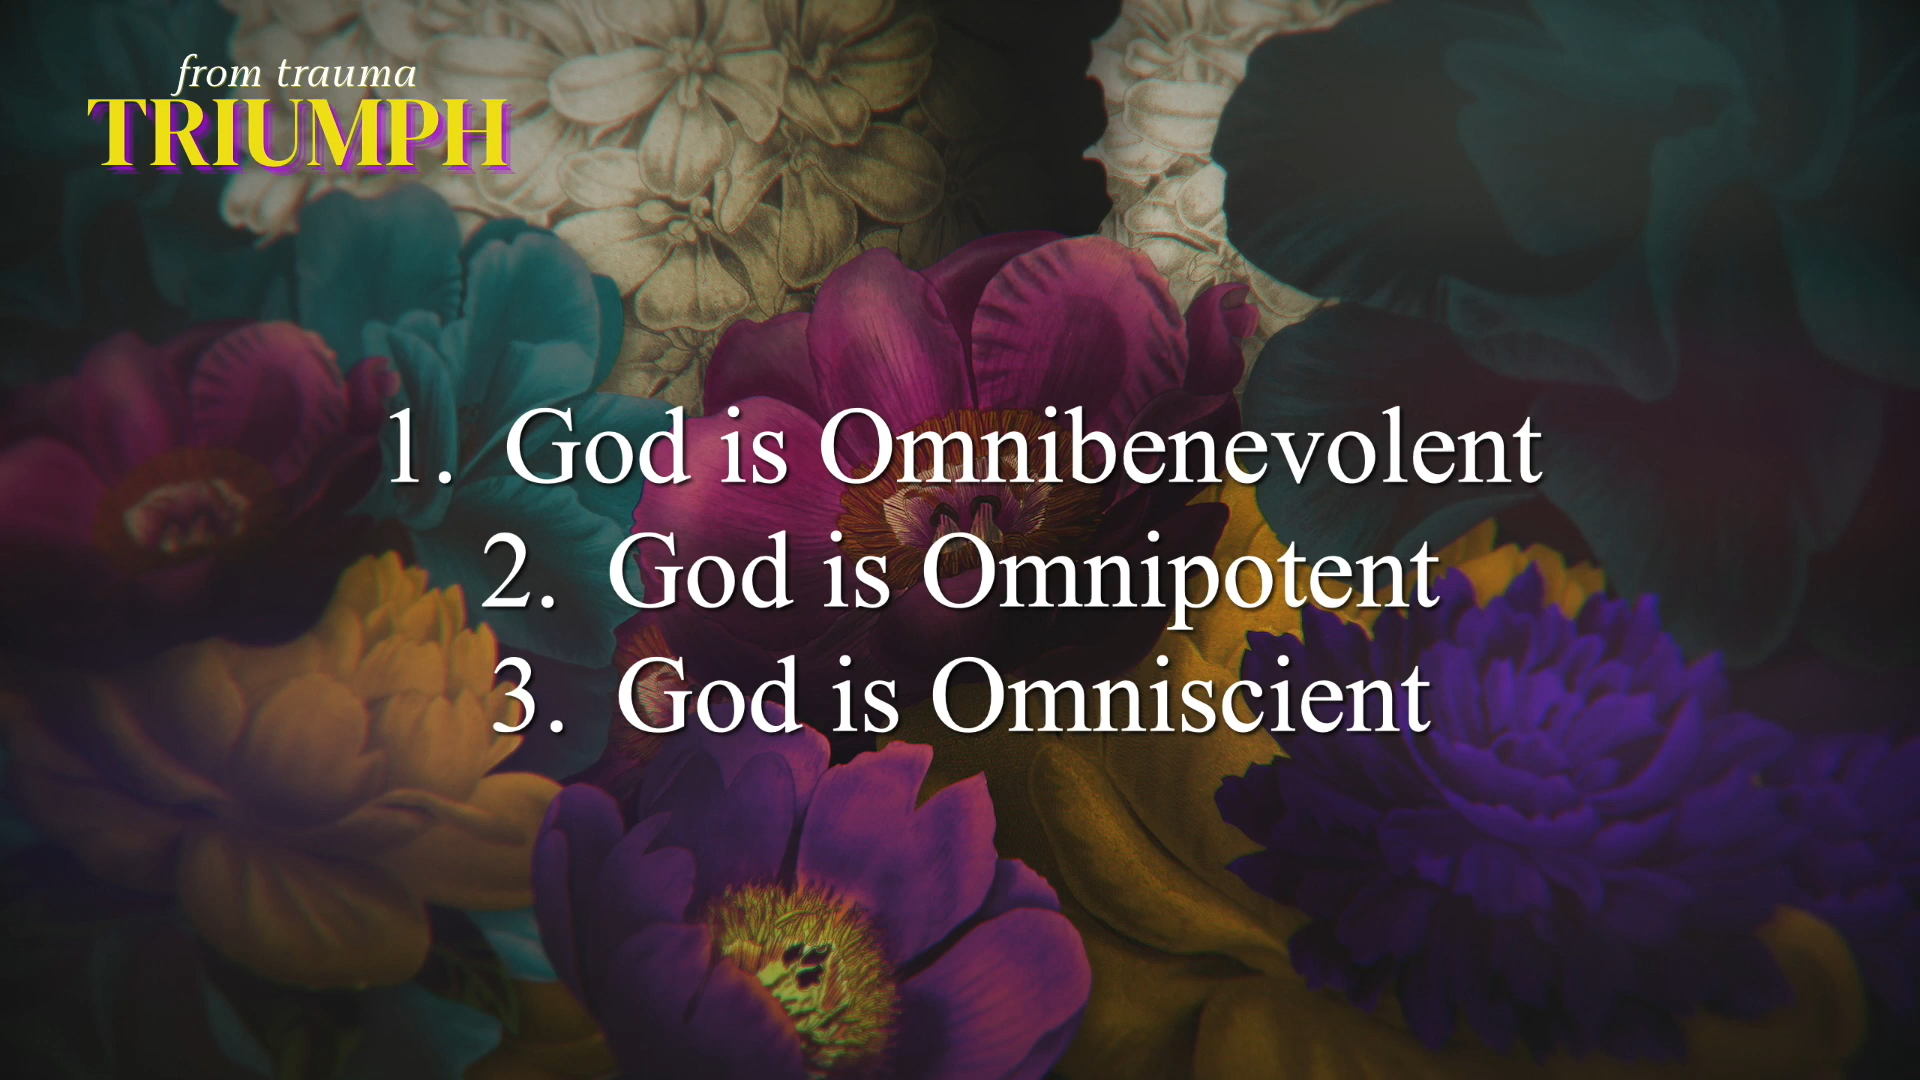 from trauma
TRIUMPH
1. God is Omnibenevolent
2. God is Omnipotent
3. God is Omniscient